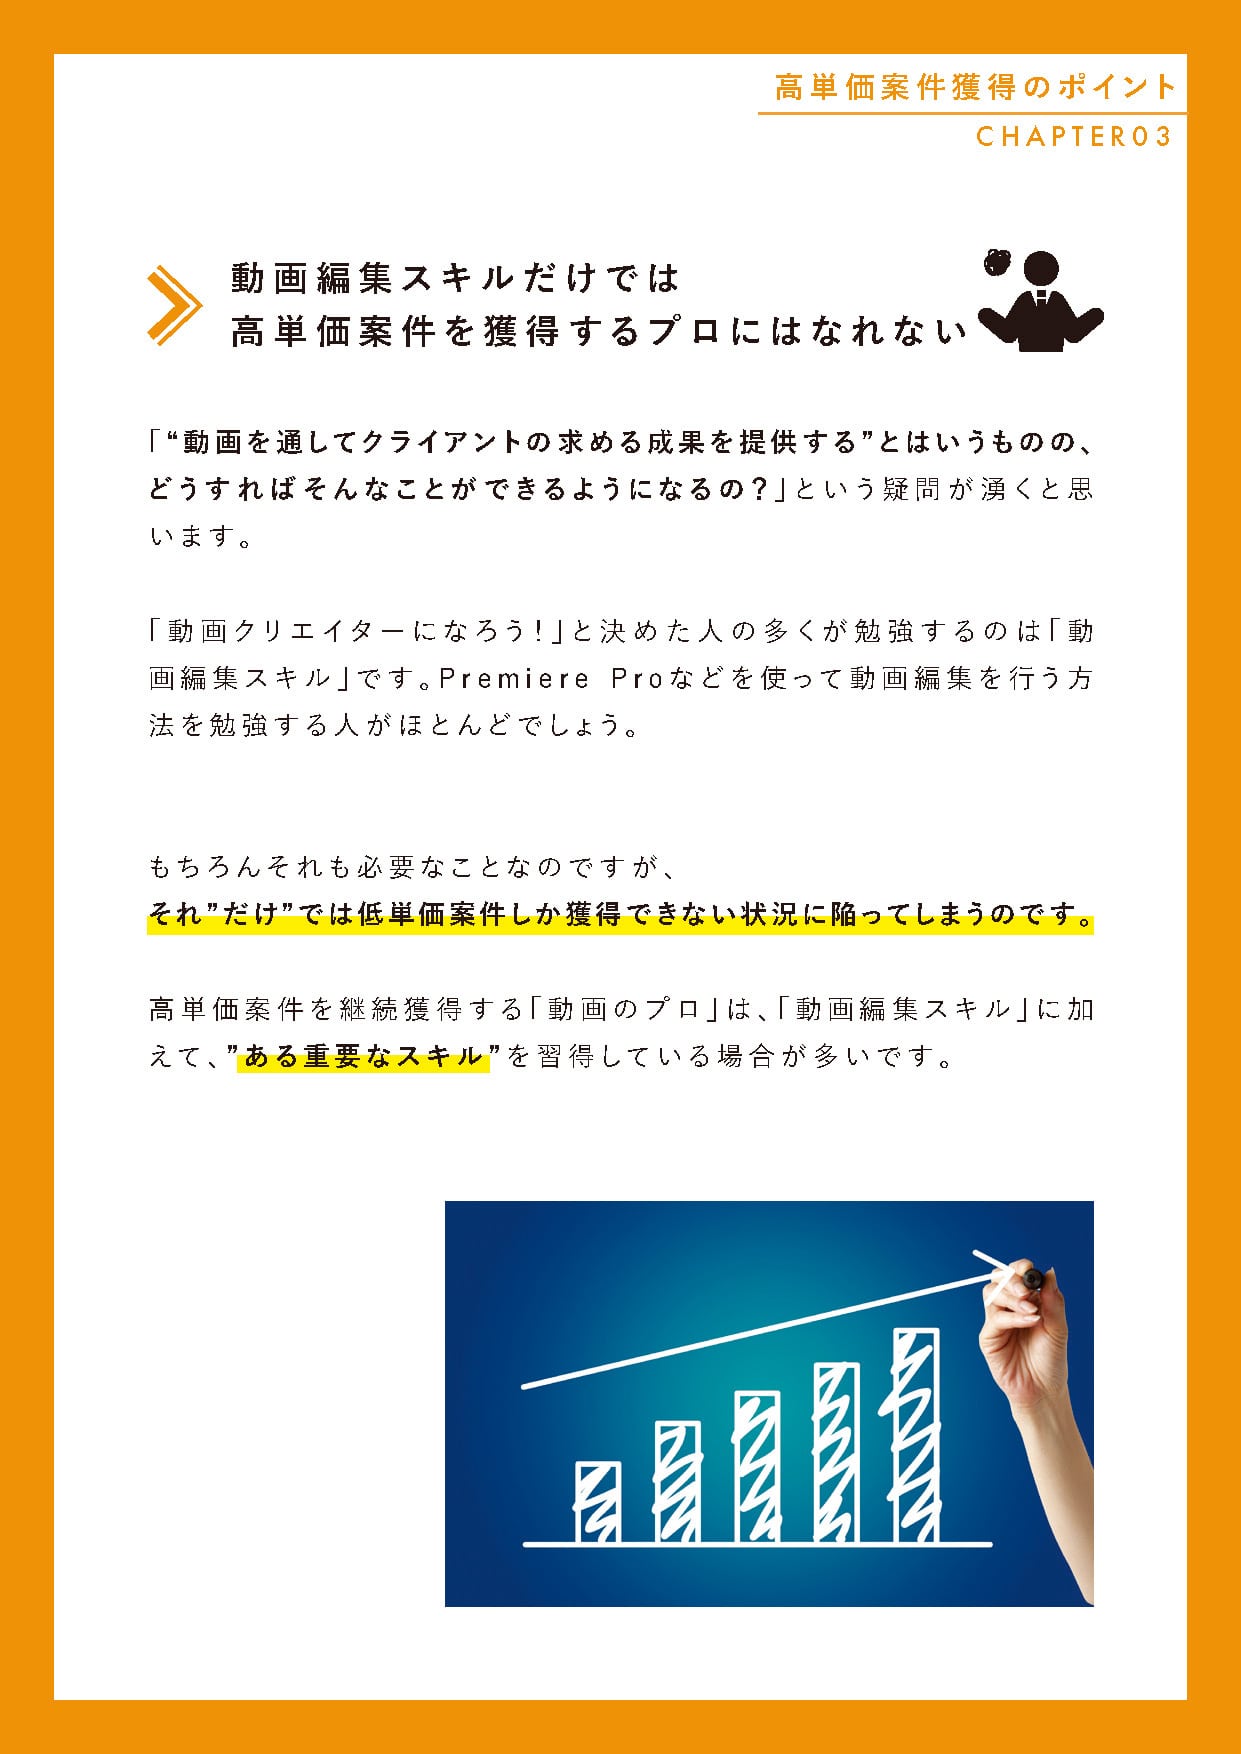 高単価案件獲得のポイント
CHAPTER03
動画編集スキルだけでは
高単価案件を獲得するプロにはなれない
「“動画を通してクライアントの求める成果を提供する”とはいうものの、
どうすればそんなことができるようになるの？」という疑問が湧くと思
います。
「動画クリエイターになろう！」と決めた人の多くが勉強するのは「動
画編集スキル」です。Premiere Proなどを使って動画編集を行う方
法を勉強する人がほとんどでしょう。
もちろんそれも必要なことなのですが、
それ”だけ”では低単価案件しか獲得できない状況に陥ってしまうのです。
高単価案件を継続獲得する「動画のプロ」は、「動画編集スキル」に加
えて、”ある重要なスキル”を習得している場合が多いです。